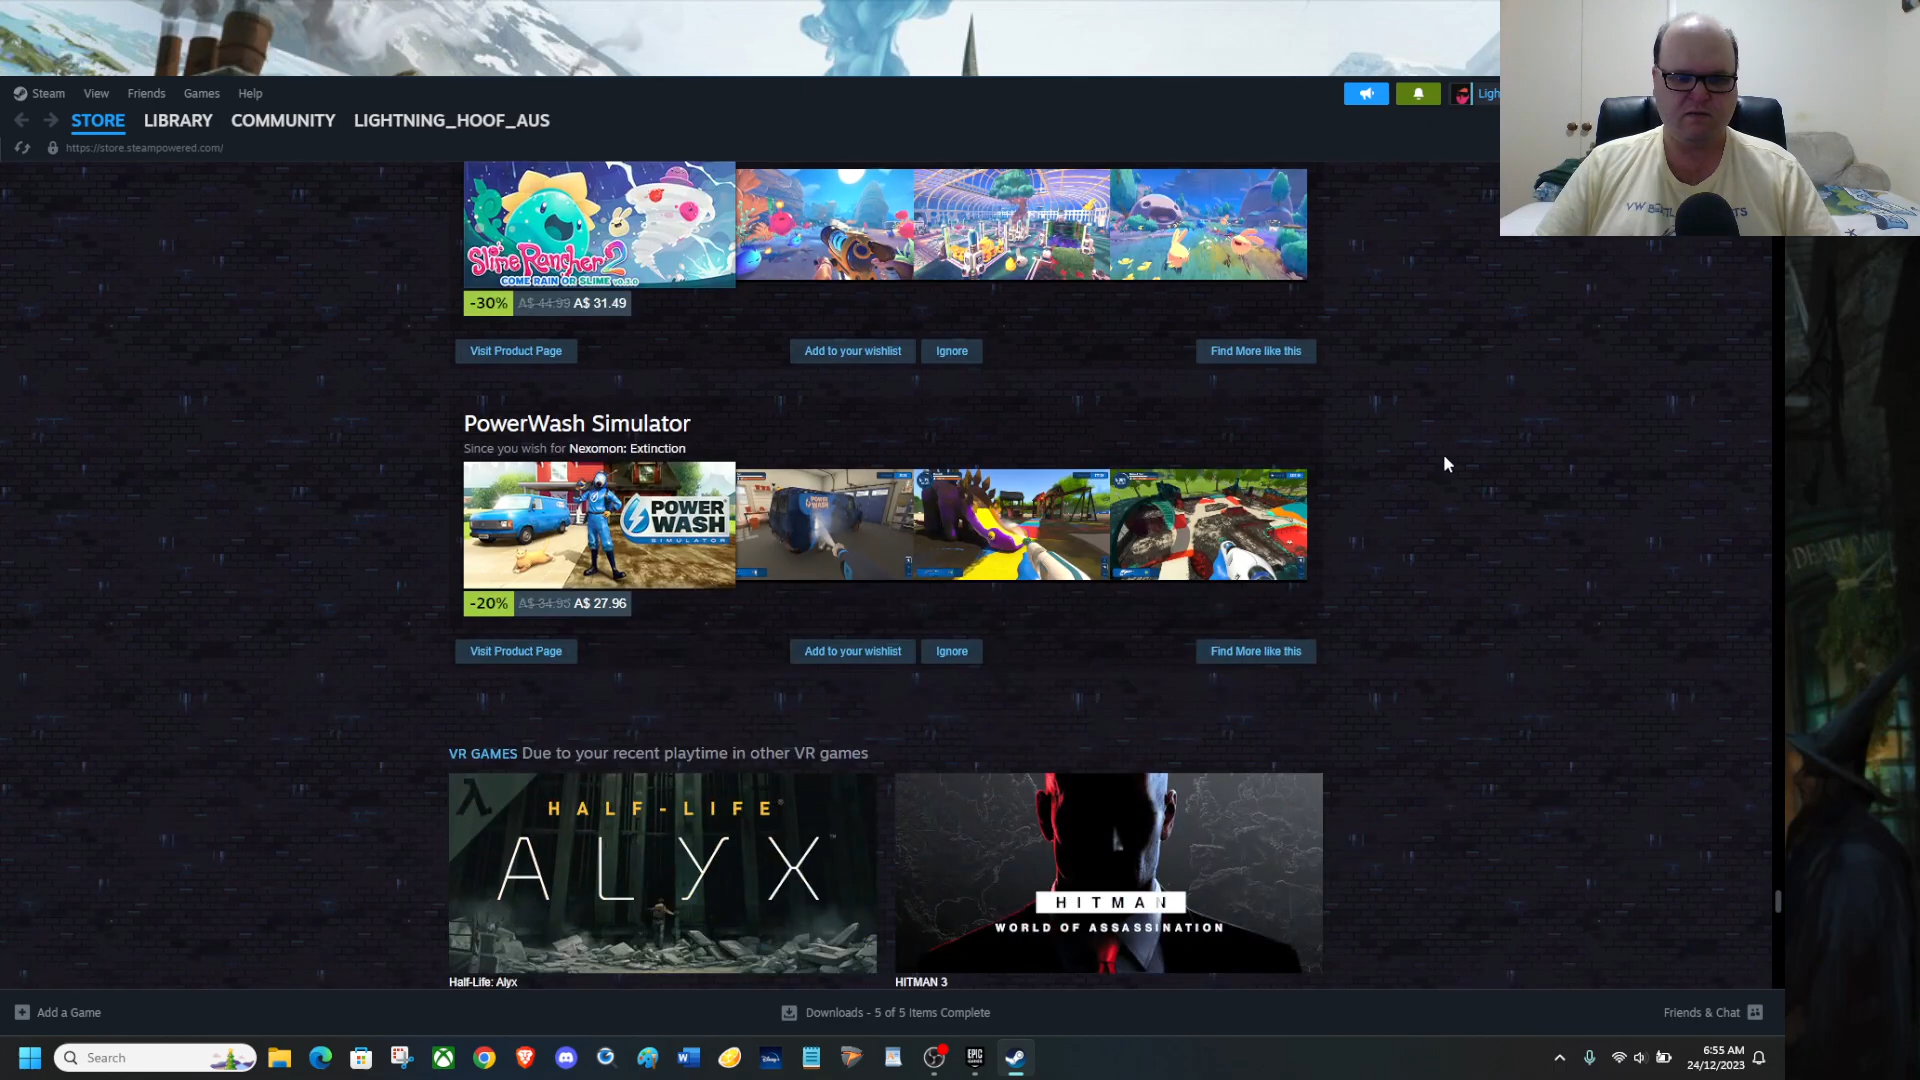 Steam View Friends Games Help
Ligh
STORE LIBRARY COMMUNITY LIGHTNING_HOOF_AUS
https://store.steampowered.com/
Slime Rancher 2
COME RAIN OR SLIME v0.3.0
-30% A$ 44.99 A$ 31.49
Visit Product Page Add to your wishlist Ignore Find More like this
PowerWash Simulator
Since you wish for Nexomon: Extinction
POWER
WASH
SIMULATOR
-20% A$ 34.95 A$ 27.96
Visit Product Page Add to your wishlist Ignore Find More like this
VR GAMES Due to your recent playtime in other VR games
HALF-LIFE
ALYX
HITMAN
WORLD OF ASSASSINATION
Half-Life: Alyx HITMAN 3
Add a Game Downloads - 5 of 5 Items Complete Friends & Chat
Search
EPIC
6:55 AM
24/12/2023